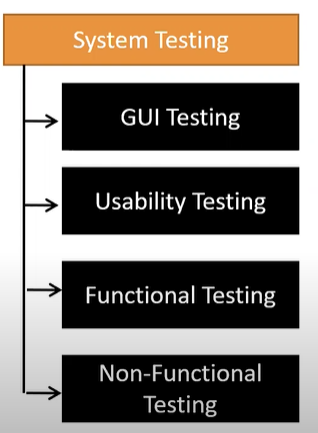 System Testing
GUI Testing
Usability Testing
Functional Testing
Non-Functional
Testing